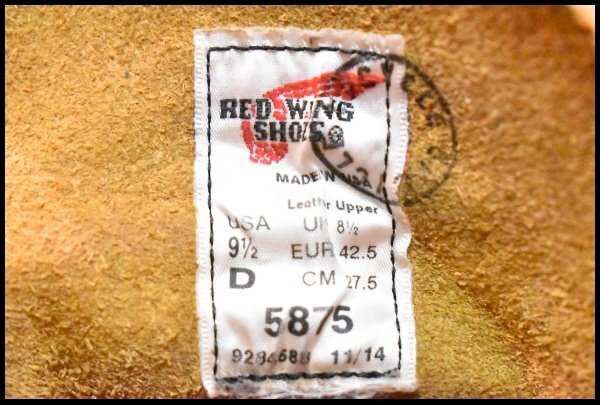 RED WING
SHOES
MADE IN USA
Leather Upper
USA UK 8½
9½ EUR 42.5
D CM 27.5
5875
11/14